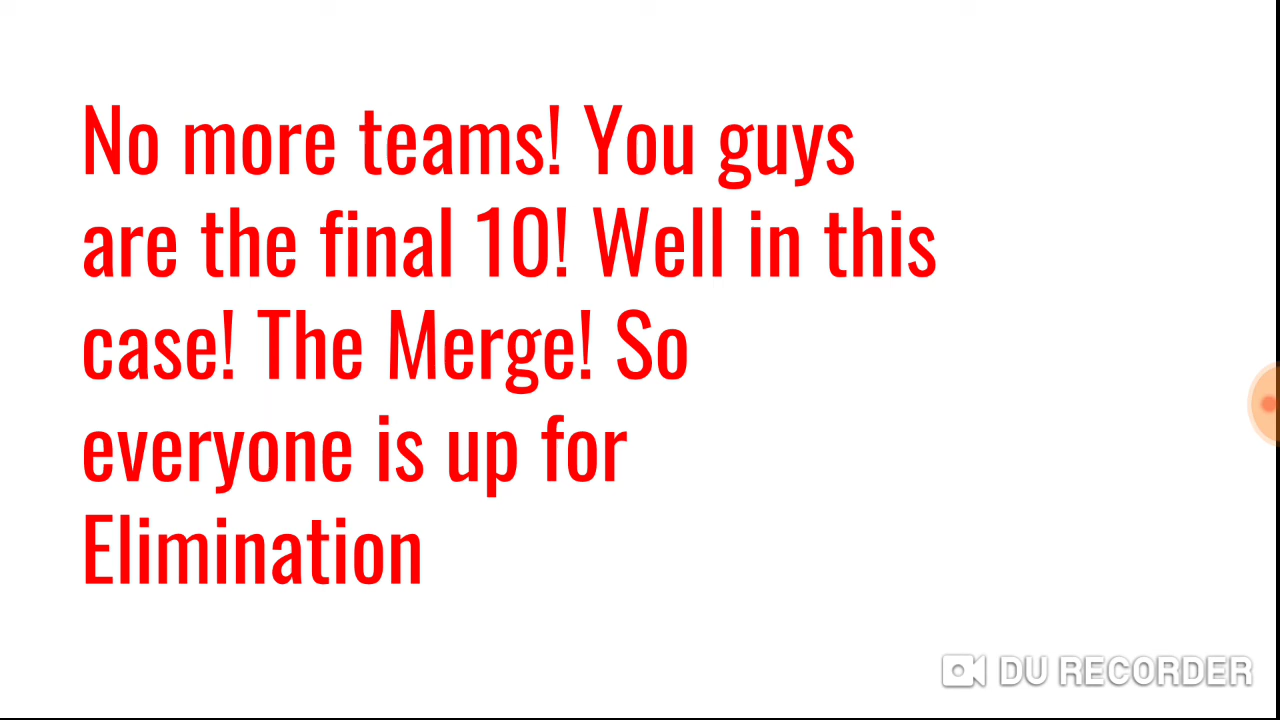 No more teams! You guys
are the final 10! Well in this
case! The Merge! So
everyone is up for
Elimination
DU RECORDER